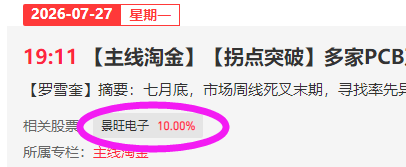 2026-07-27 星期一
19:11 【主线淘金】【拐点突破】多家PCB
【罗雪奎】摘要：七月底，市场周线死叉末期，寻找率先异
相关股票 景旺电子 10.00%
所属专栏：主线淘金